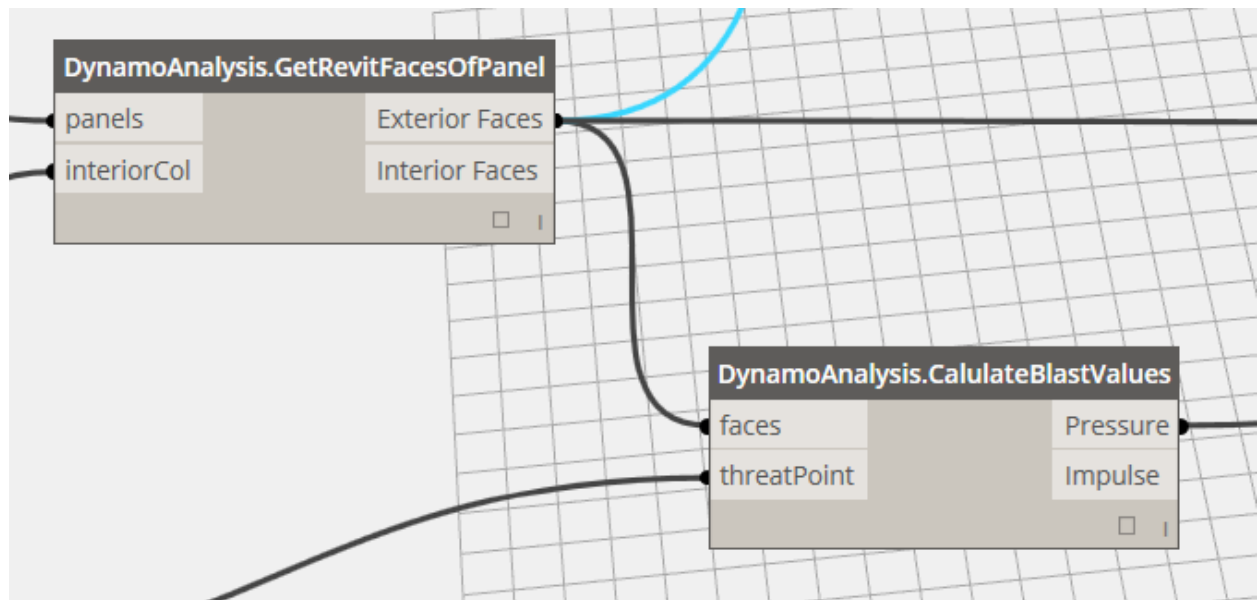 DynamoAnalysis.GetRevitFacesOfPanel
panels
Exterior Faces
interiorCol
Interior Faces
DynamoAnalysis.CalulateBlastValues
faces
Pressure
threatPoint
Impulse